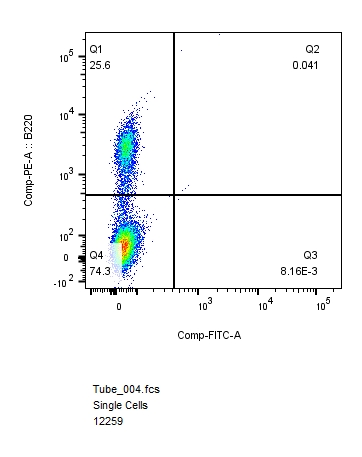 Q1
25.6
Q2
0.041
10^5
10^4
10^3
10^2
0
-10^2
Comp-PE-A :: B220
Q4
74.3
Q3
8.16E-3
0
10^3
10^4
10^5
Comp-FITC-A
Tube_004.fcs
Single Cells
12259